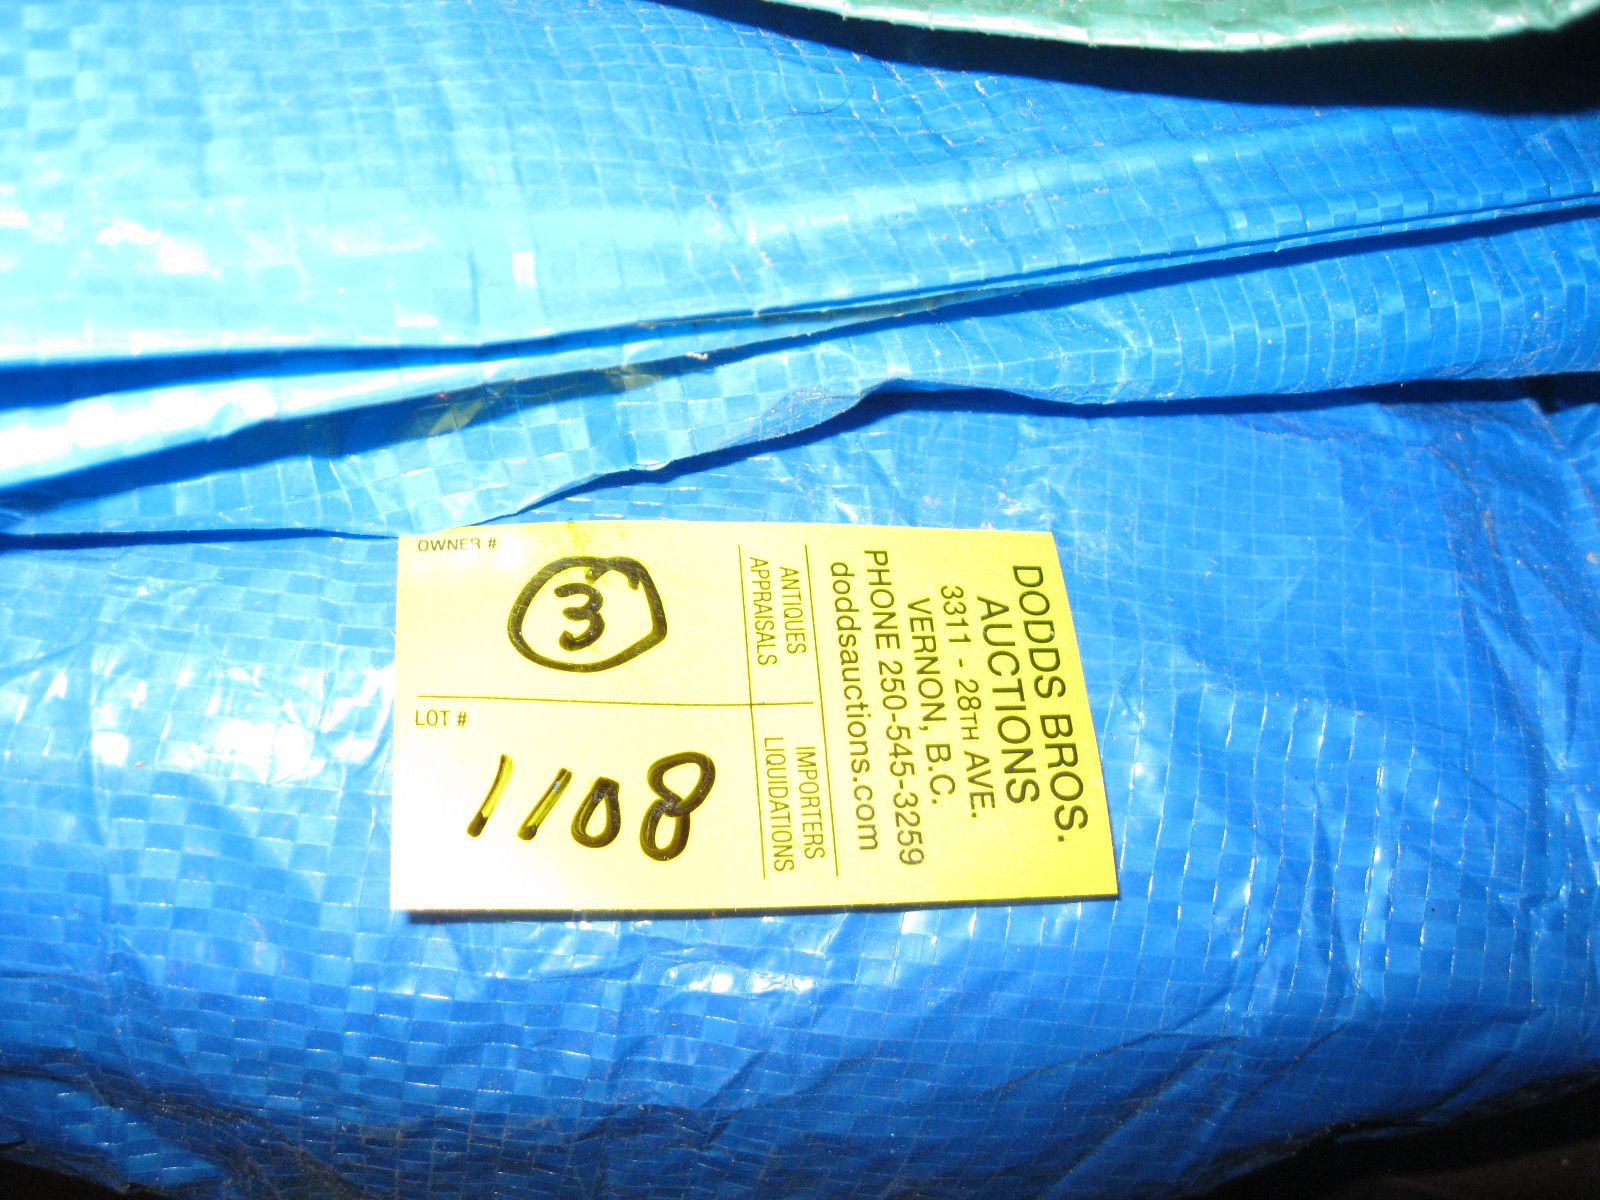 DODDS BROS.
AUCTIONS
3311 - 28TH AVE.
VERNON, B.C.
PHONE 250-545-3259
doddsauctions.com
ANTIQUES
APPRAISALS
IMPORTERS
LIQUIDATIONS
OWNER #
3
LOT #
1108